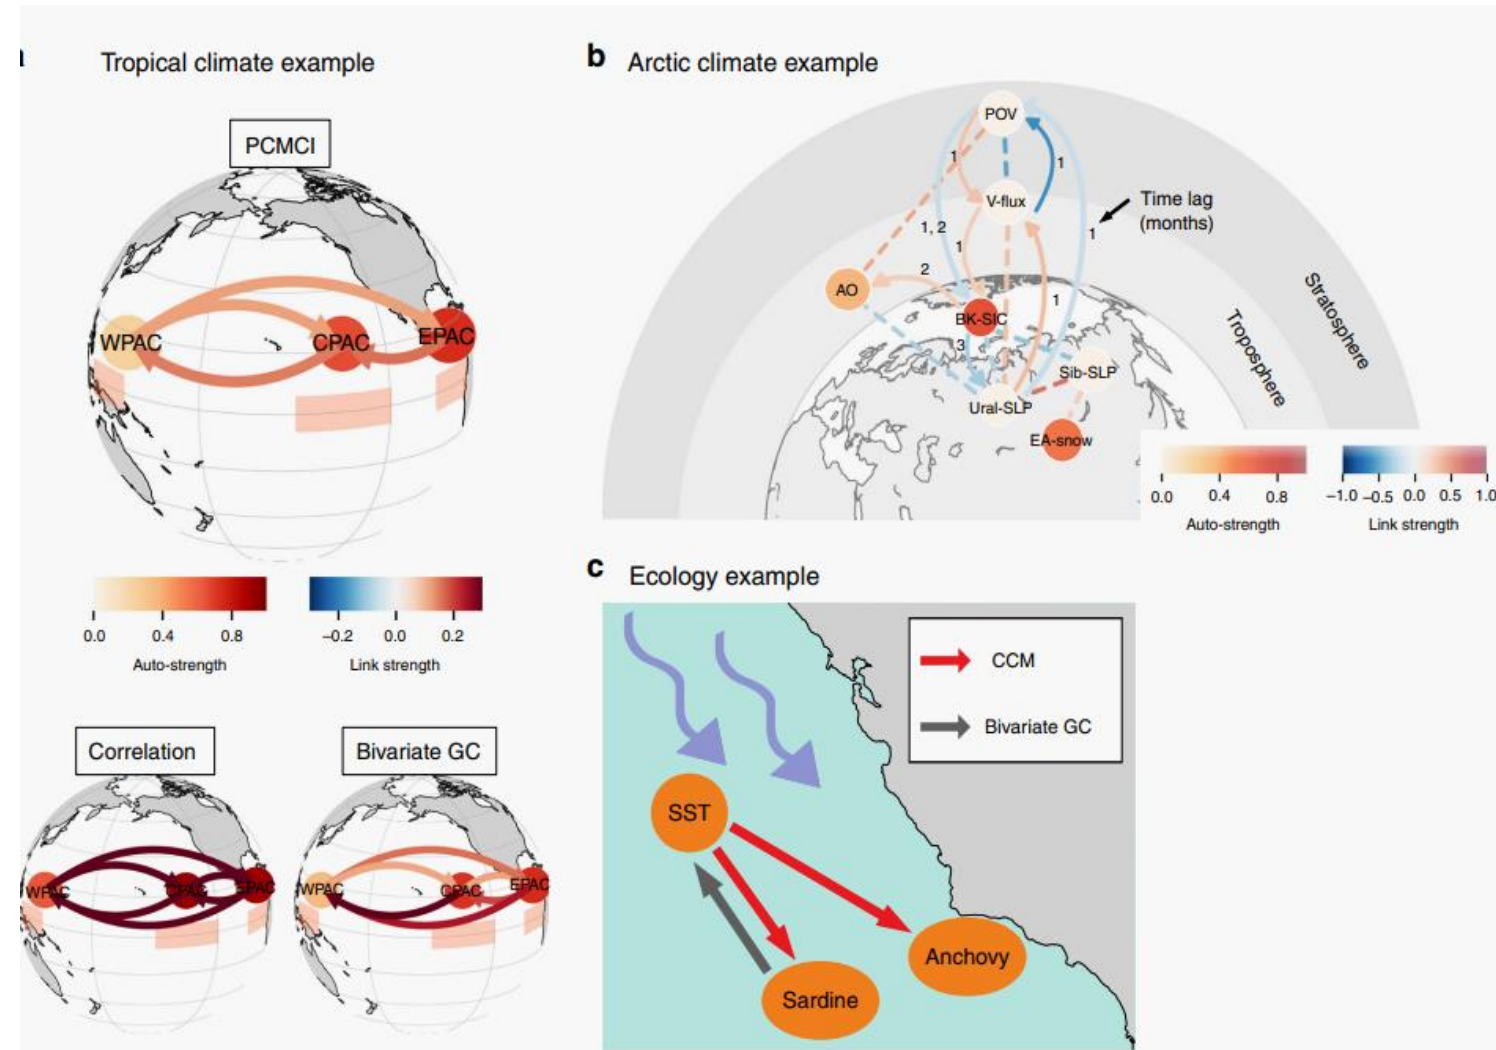 a Tropical climate example
PCMCI
WPAC
CPAC
EPAC
0.0 0.4 0.8
Auto-strength
−0.2 0.0 0.2
Link strength
Correlation
WPAC
CPAC
EPAC
Bivariate GC
WPAC
CPAC
EPAC
b Arctic climate example
POV
1
1
V-flux
Time lag
(months)
1, 2
1
1
2
AO
1
BK-SIC
3
Sib-SLP
Ural-SLP
EA-snow
Stratosphere
Troposphere
0.0 0.4 0.8
Auto-strength
−1.0 −0.5 0.0 0.5 1.0
Link strength
c Ecology example
CCM
Bivariate GC
SST
Anchovy
Sardine